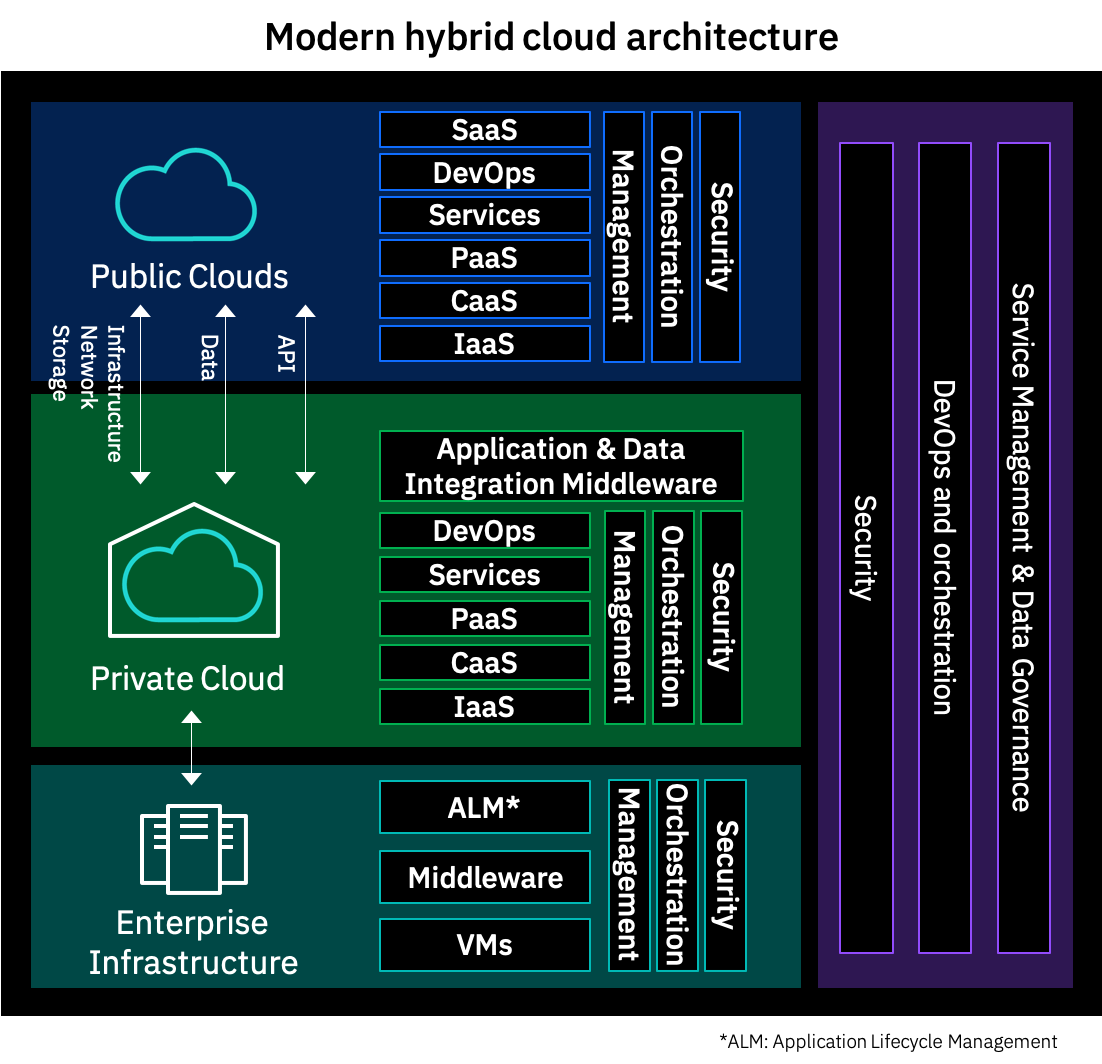 Modern hybrid cloud architecture
Public Clouds
SaaS
DevOps
Services
PaaS
CaaS
IaaS
Management
Orchestration
Security
Storage
Network
Infrastructure
Data
API
Private Cloud
Application & Data
Integration Middleware
DevOps
Services
PaaS
CaaS
IaaS
Management
Orchestration
Security
Enterprise
Infrastructure
ALM*
Middleware
VMs
Management
Orchestration
Security
Security
DevOps and orchestration
Service Management & Data Governance
*ALM: Application Lifecycle Management